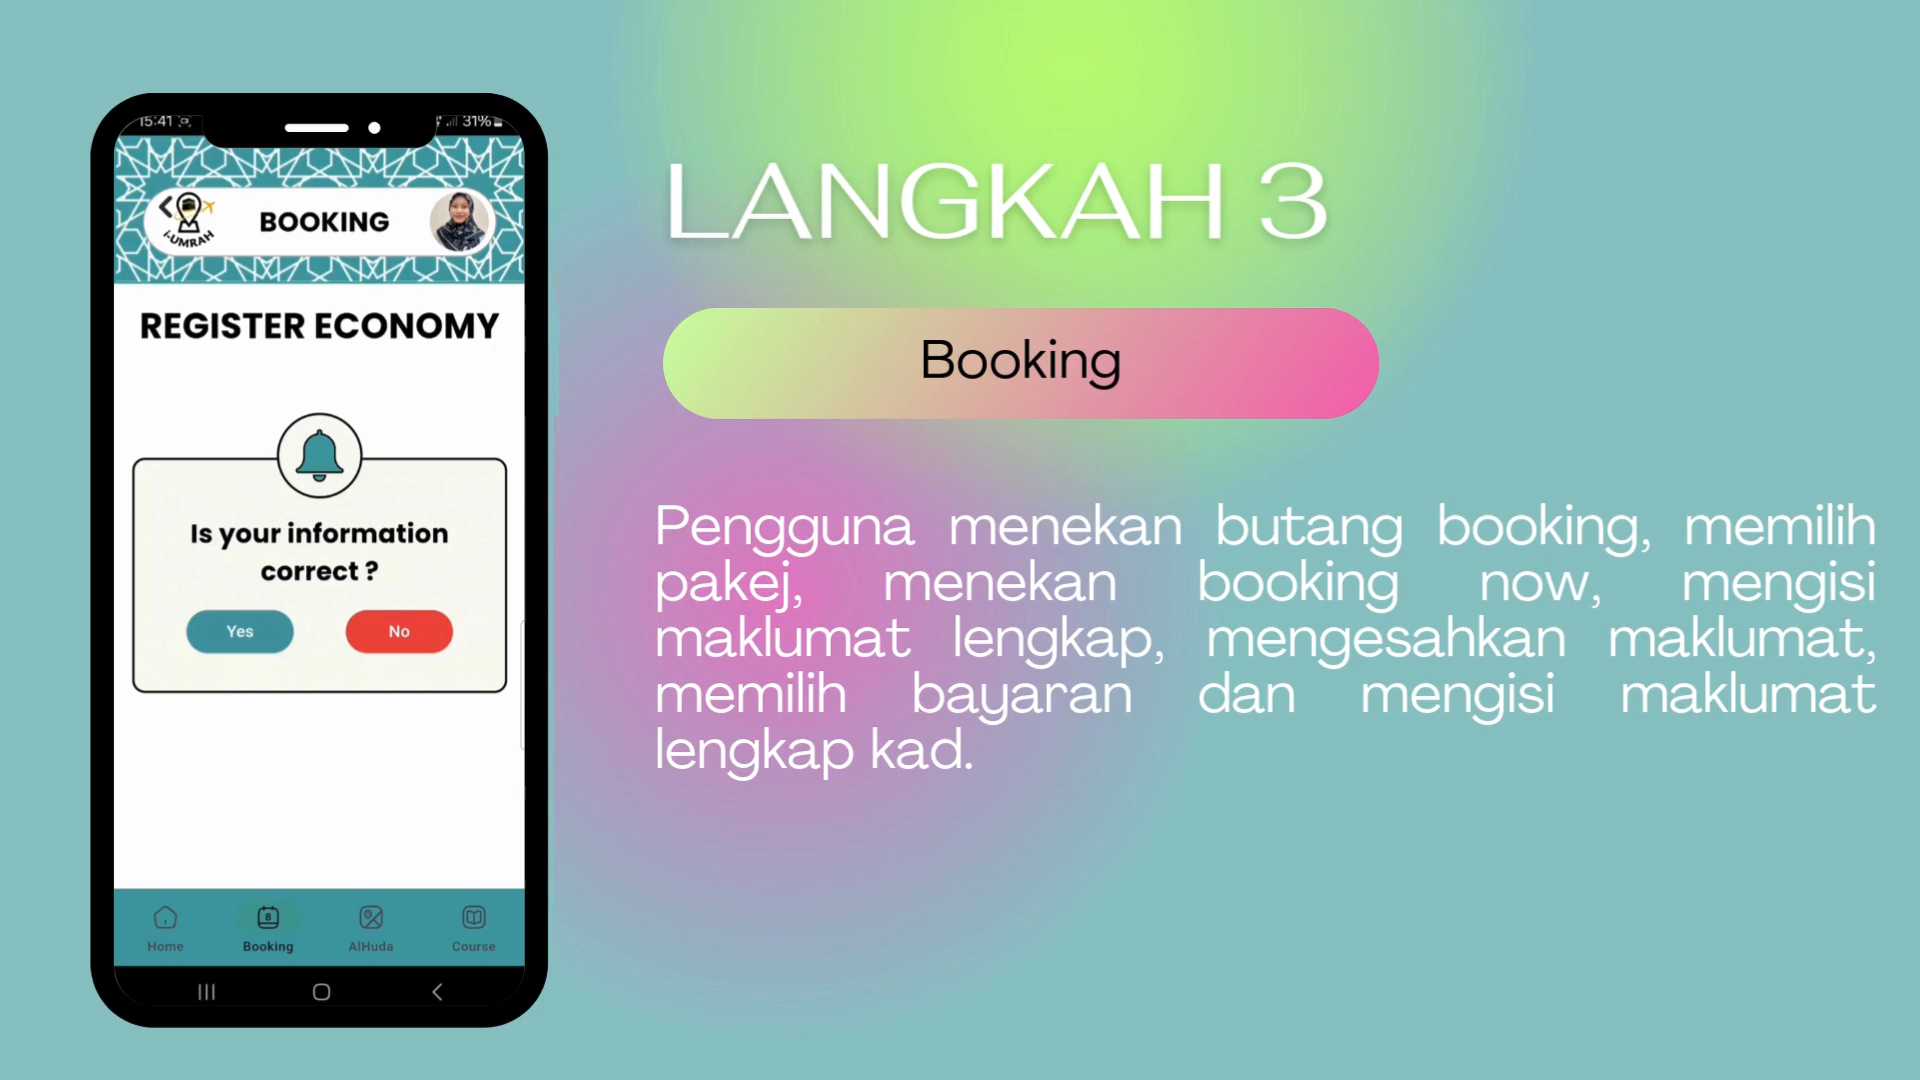 15:41
31%
i-UMRAH
BOOKING
REGISTER ECONOMY
Is your information
correct ?
Yes
No
8
Home
Booking
AlHuda
Course
LANGKAH 3
Booking
Pengguna menekan butang booking, memilih
pakej, menekan booking now, mengisi
maklumat lengkap, mengesahkan maklumat,
memilih bayaran dan mengisi maklumat
lengkap kad.